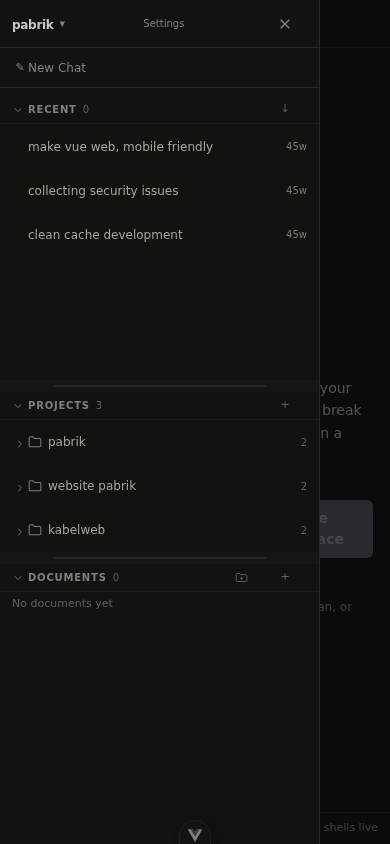 pabrik ▾
Settings
×
✎ New Chat
RECENT 0 ↓
make vue web, mobile friendly 45w
collecting security issues 45w
clean cache development 45w
PROJECTS 3 +
pabrik 2
website pabrik 2
kabelweb 2
DOCUMENTS 0 +
No documents yet
your
break
n a
e
ace
an, or
shells live